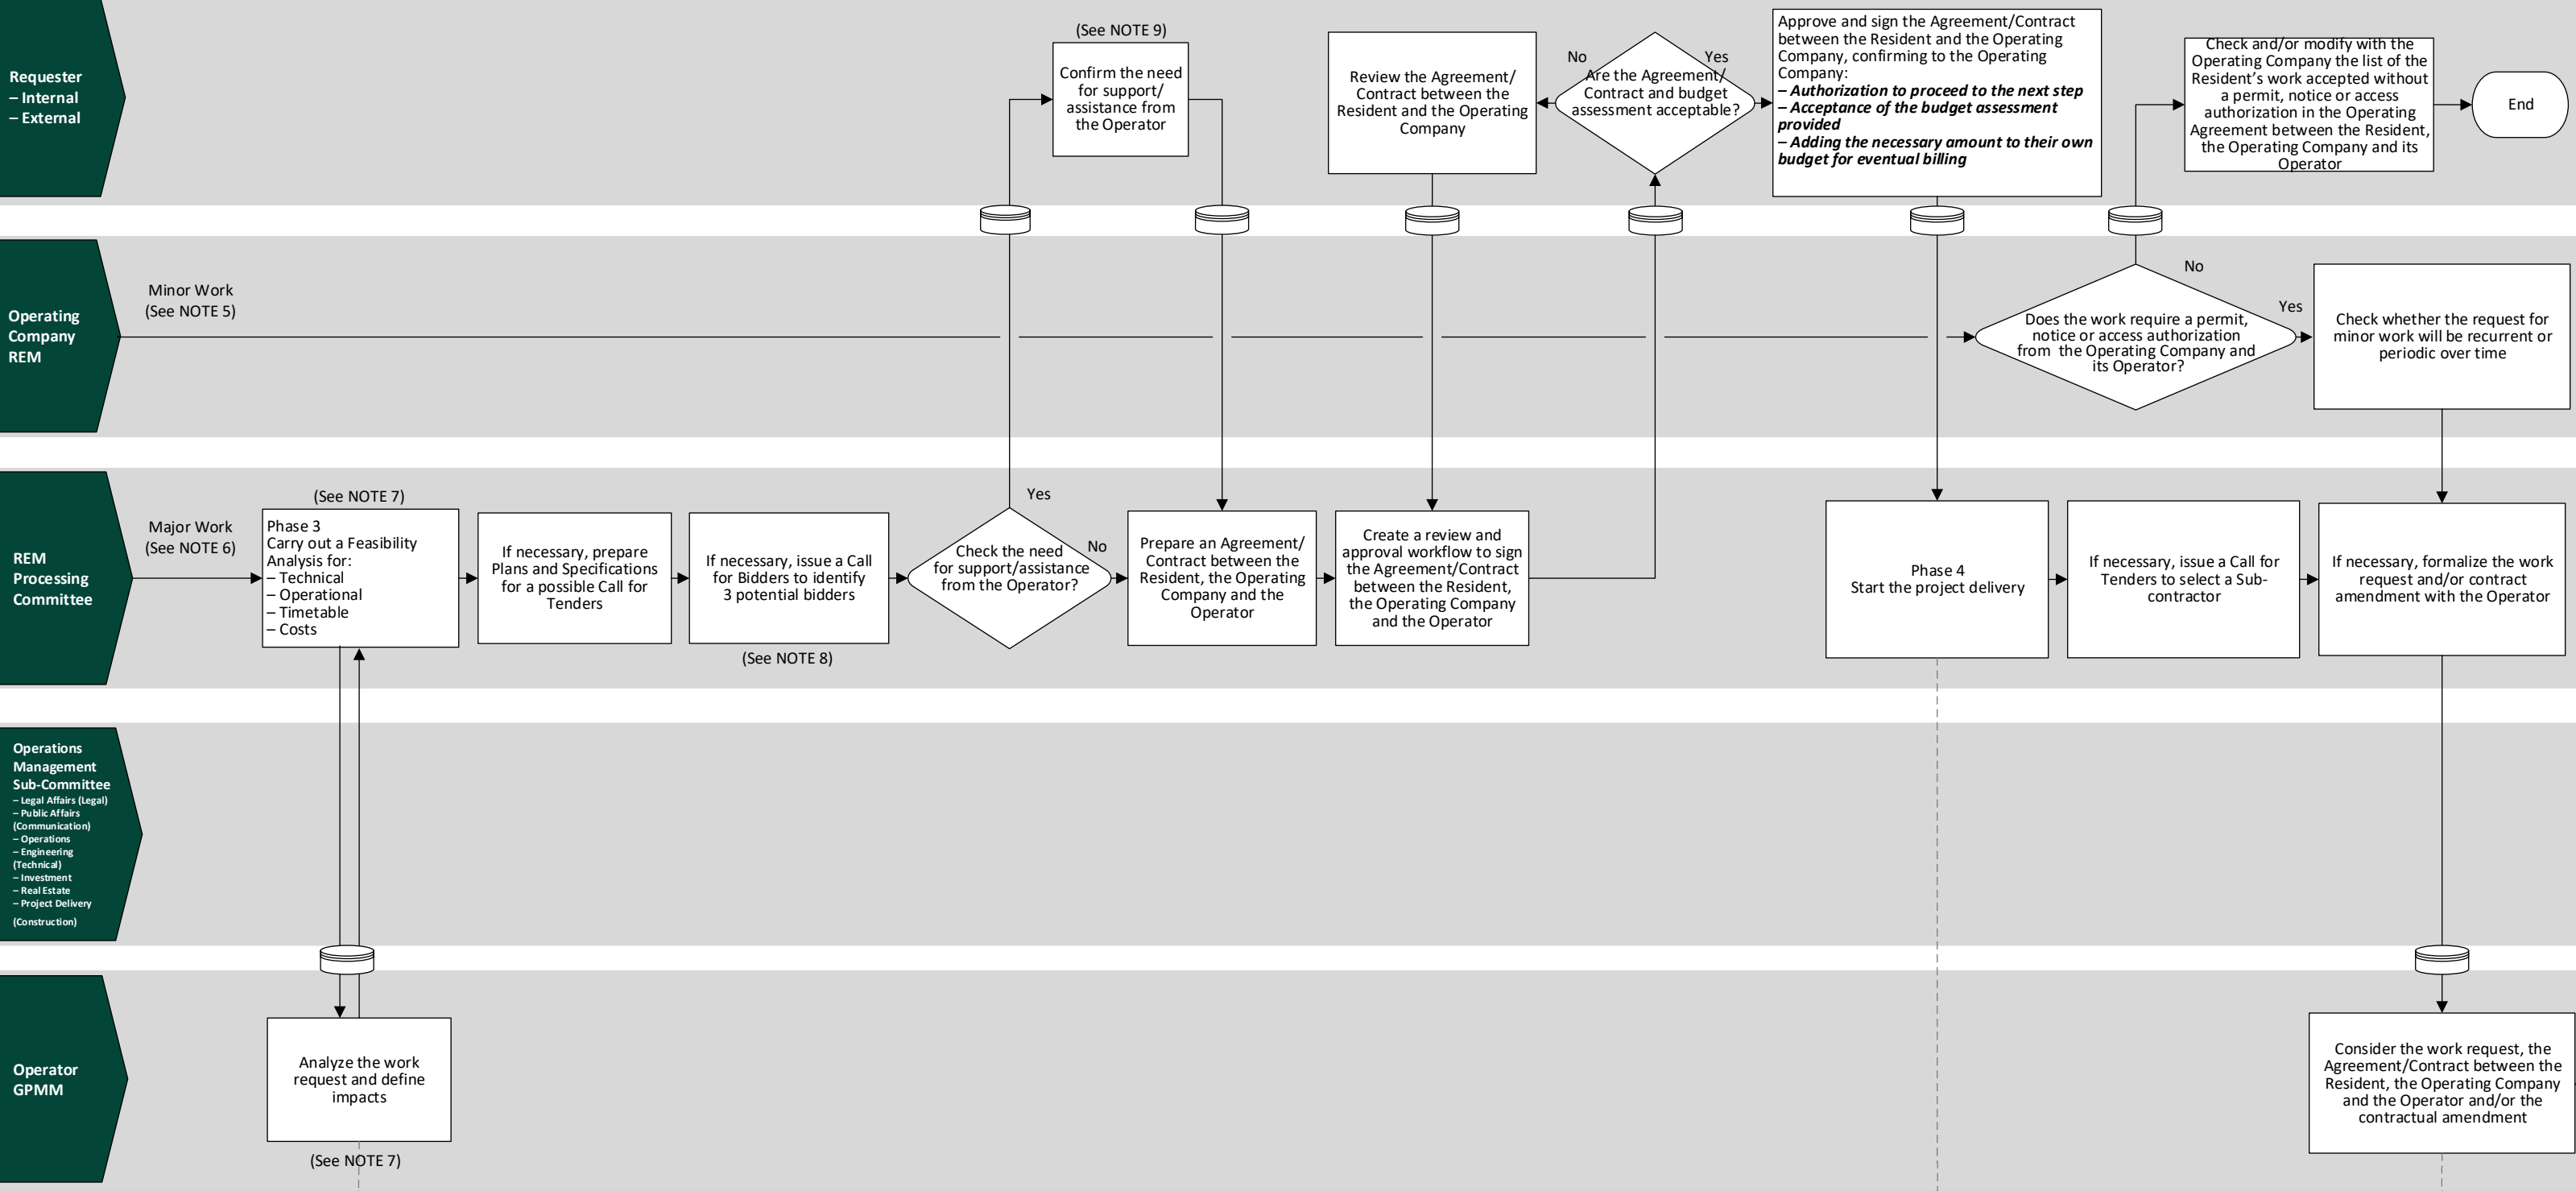 Requester
– Internal
– External
(See NOTE 9)
Confirm the need
for support/
assistance from
the Operator
Review the Agreement/
Contract between the
Resident and the Operating
Company
No
Yes
Are the Agreement/
Contract and budget
assessment acceptable?
Approve and sign the Agreement/Contract
between the Resident and the Operating
Company, confirming to the Operating
Company:
– Authorization to proceed to the next step
– Acceptance of the budget assessment
provided
– Adding the necessary amount to their own
budget for eventual billing
Check and/or modify with the
Operating Company the list of the
Resident’s work accepted without
a permit, notice or access
authorization in the Operating
Agreement between the Resident,
the Operating Company and its
Operator
End
Operating
Company
REM
Minor Work
(See NOTE 5)
Does the work require a permit,
notice or access authorization
from  the Operating Company and
its Operator?
No
Yes
Check whether the request for
minor work will be recurrent or
periodic over time
REM
Processing
Committee
Major Work
(See NOTE 6)
(See NOTE 7)
Phase 3
Carry out a Feasibility
Analysis for:
– Technical
– Operational
– Timetable
– Costs
If necessary, prepare
Plans and Specifications
for a possible Call for
Tenders
If necessary, issue a Call
for Bidders to identify
3 potential bidders
(See NOTE 8)
Yes
Check the need
for support/assistance
from the Operator?
No
Prepare an Agreement/
Contract between the
Resident, the Operating
Company and the
Operator
Create a review and
approval workflow to sign
the Agreement/Contract
between the Resident,
the Operating Company
and the Operator
Phase 4
Start the project delivery
If necessary, issue a Call for
Tenders to select a Sub-
contractor
If necessary, formalize the work
request and/or contract
amendment with the Operator
Operations
Management
Sub-Committee
– Legal Affairs (Legal)
– Public Affairs
(Communication)
– Operations
– Engineering
(Technical)
– Investment
– Real Estate
– Project Delivery
(Construction)
Operator
GPMM
Analyze the work
request and define
impacts
(See NOTE 7)
Consider the work request, the
Agreement/Contract between the
Resident, the Operating Company
and the Operator and/or the
contractual amendment